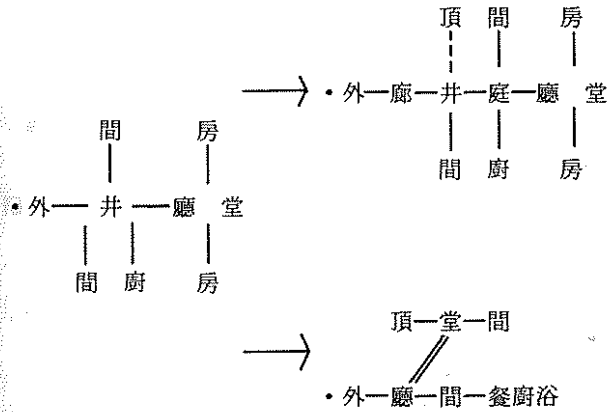 頂 間 房
・外—廊—井—庭—廳 堂
間 廚 房
間 房
・外—井—廳 堂
間 廚 房
頂—堂—間
・外—廳—間—餐廚浴